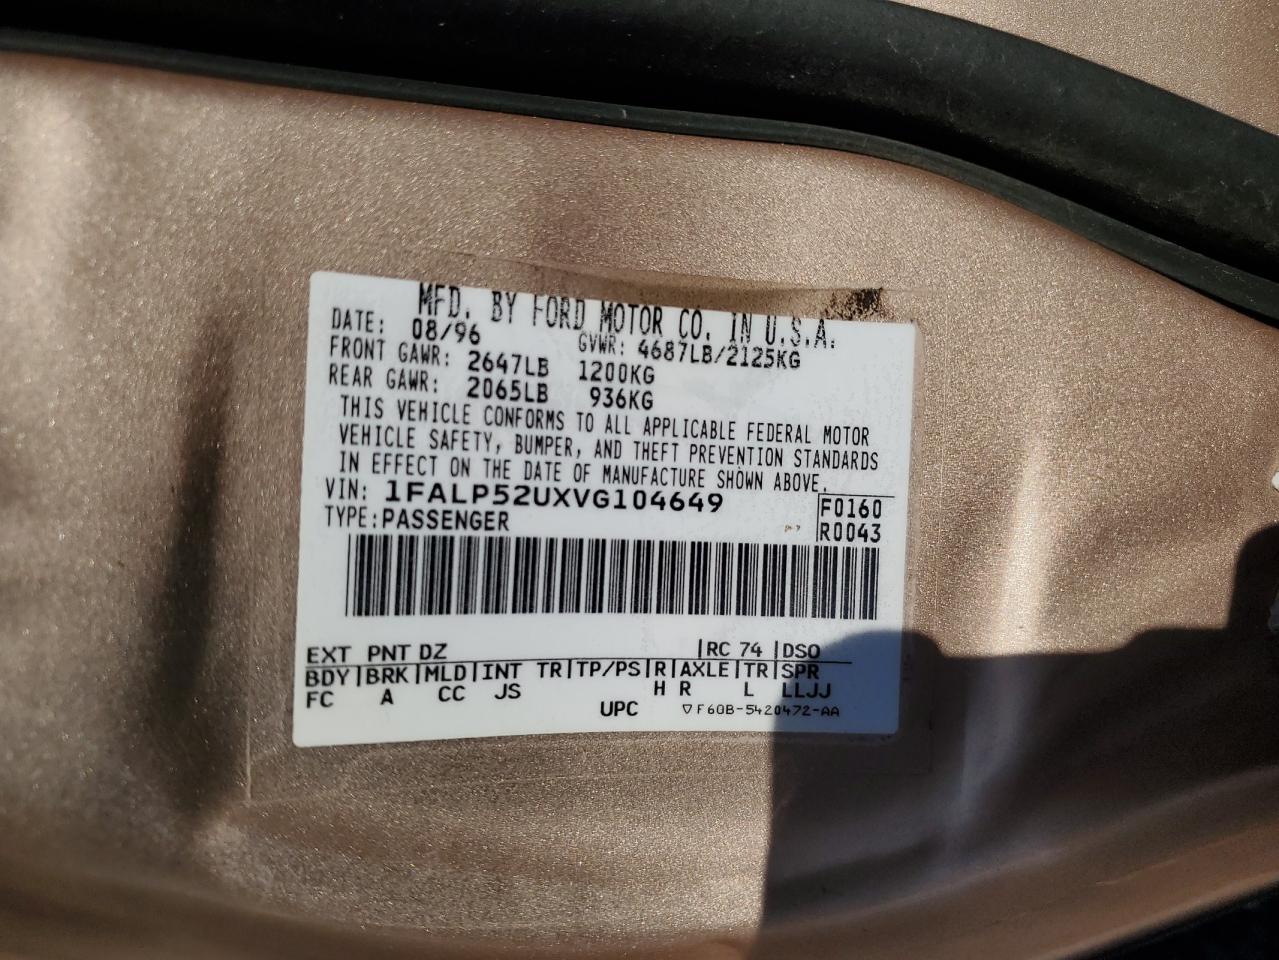 MFD. BY FORD MOTOR CO. IN U.S.A.
DATE: 08/96 GVWR: 4687LB/2125KG
FRONT GAWR: 2647LB 1200KG
REAR GAWR: 2065LB 936KG
THIS VEHICLE CONFORMS TO ALL APPLICABLE FEDERAL MOTOR
VEHICLE SAFETY, BUMPER, AND THEFT PREVENTION STANDARDS
IN EFFECT ON THE DATE OF MANUFACTURE SHOWN ABOVE.
VIN: 1FALP52UXVG104649 F0160
TYPE: PASSENGER R0043
EXT PNT DZ |RC 74 |DSO
BDY|BRK|MLD|INT TR|TP/PS|R|AXLE|TR|SPR
FC A CC JS H R L LLJJ
UPC ▽F60B-5420472-AA